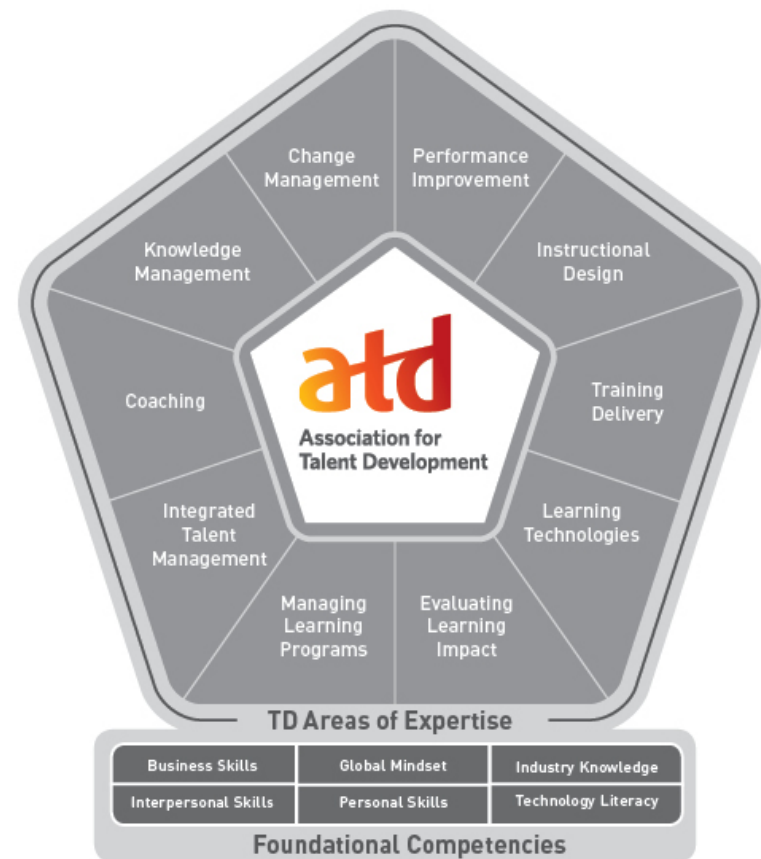 Change
Management
Performance
Improvement
Knowledge
Management
Instructional
Design
atd
Association for
Talent Development
Coaching
Training
Delivery
Integrated
Talent
Management
Learning
Technologies
Managing
Learning
Programs
Evaluating
Learning
Impact
TD Areas of Expertise
Business Skills
Global Mindset
Industry Knowledge
Interpersonal Skills
Personal Skills
Technology Literacy
Foundational Competencies